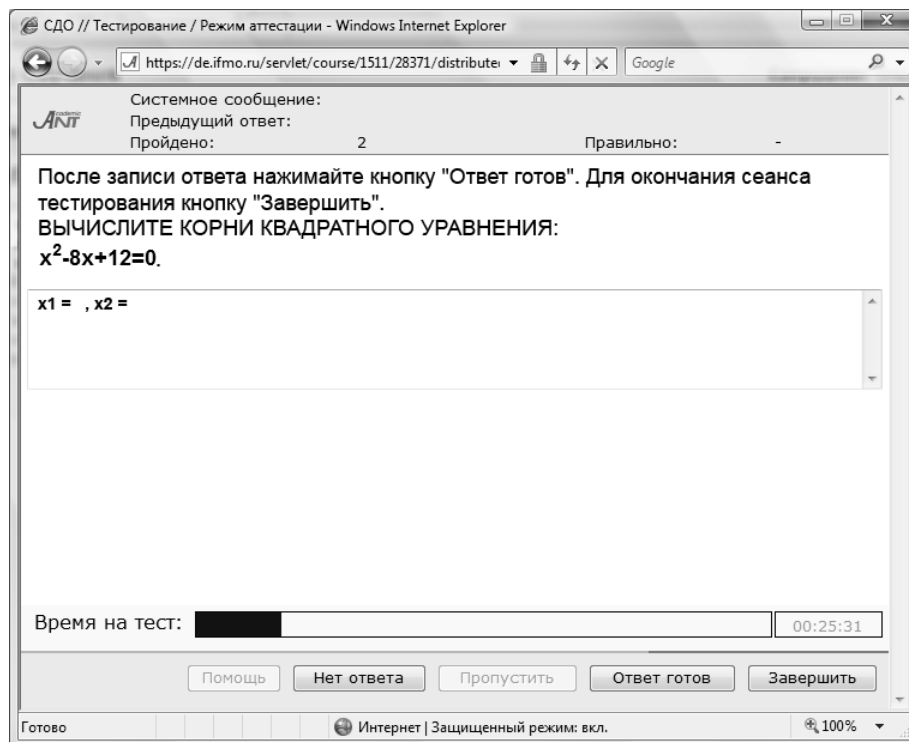 СДО // Тестирование / Режим аттестации - Windows Internet Explorer
https://de.ifmo.ru/servlet/course/1511/28371/distribute
Google
Academic
ANT
Системное сообщение:
Предыдущий ответ:
Пройдено: 2 Правильно: -
После записи ответа нажимайте кнопку "Ответ готов". Для окончания сеанса
тестирования кнопку "Завершить".
ВЫЧИСЛИТЕ КОРНИ КВАДРАТНОГО УРАВНЕНИЯ:
x²-8x+12=0.
x1 = , x2 =
Время на тест: 00:25:31
Помощь Нет ответа Пропустить Ответ готов Завершить
Готово Интернет | Защищенный режим: вкл. 100%